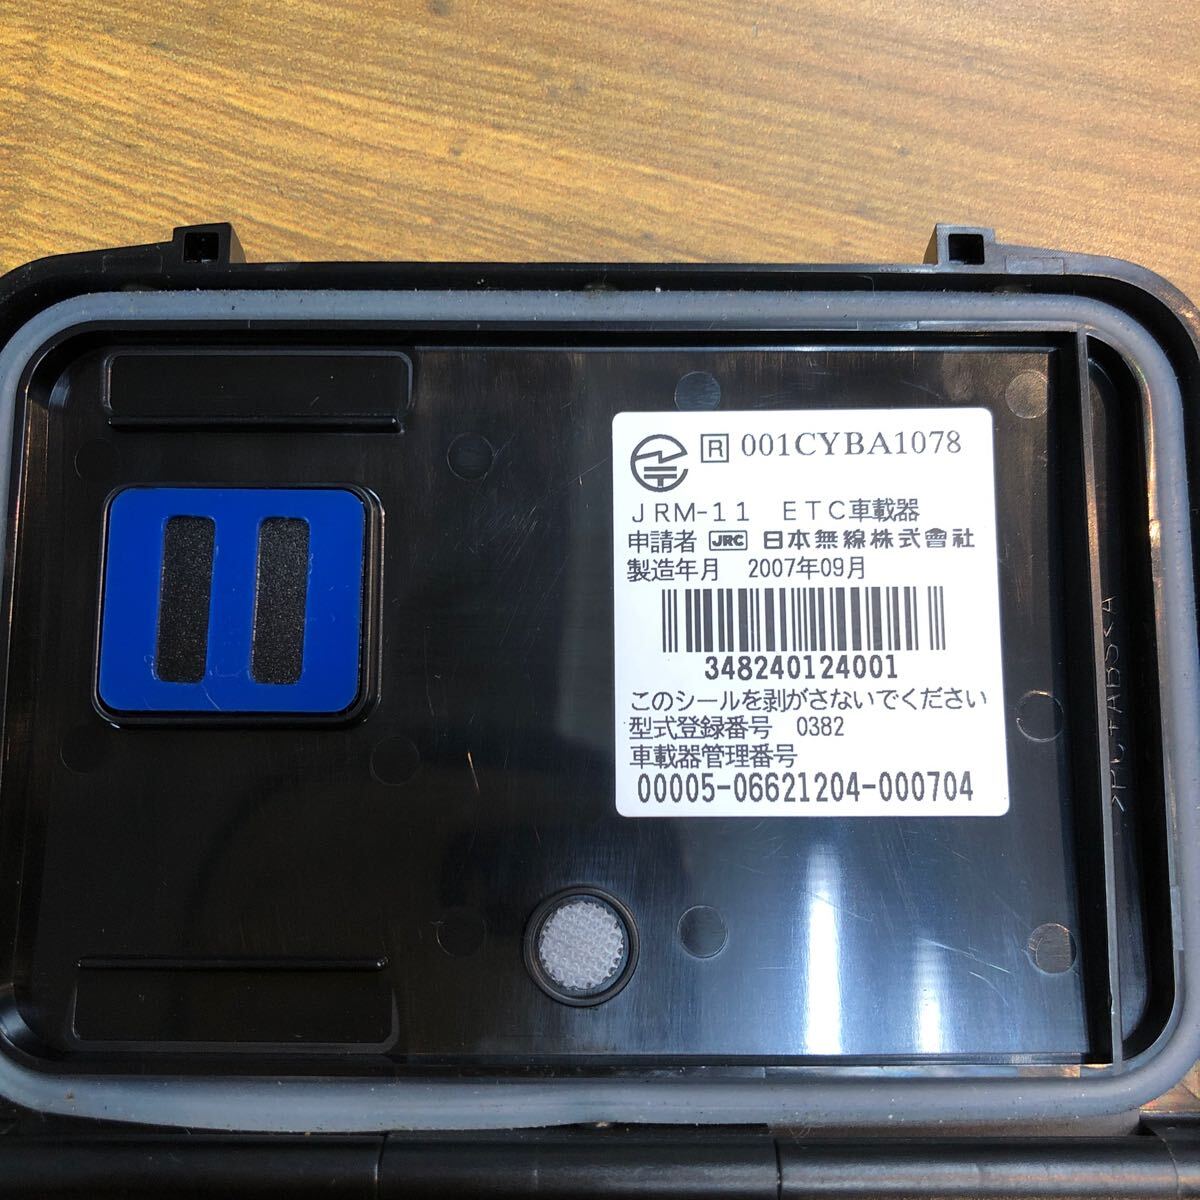 R 001CYBA1078
JRM-11 ETC車載器
申請者 JRC 日本無線株式會社
製造年月 2007年09月
348240124001
このシールを剥がさないでください
型式登録番号 0382
車載器管理番号
00005-06621204-000704
>PC+ABS<